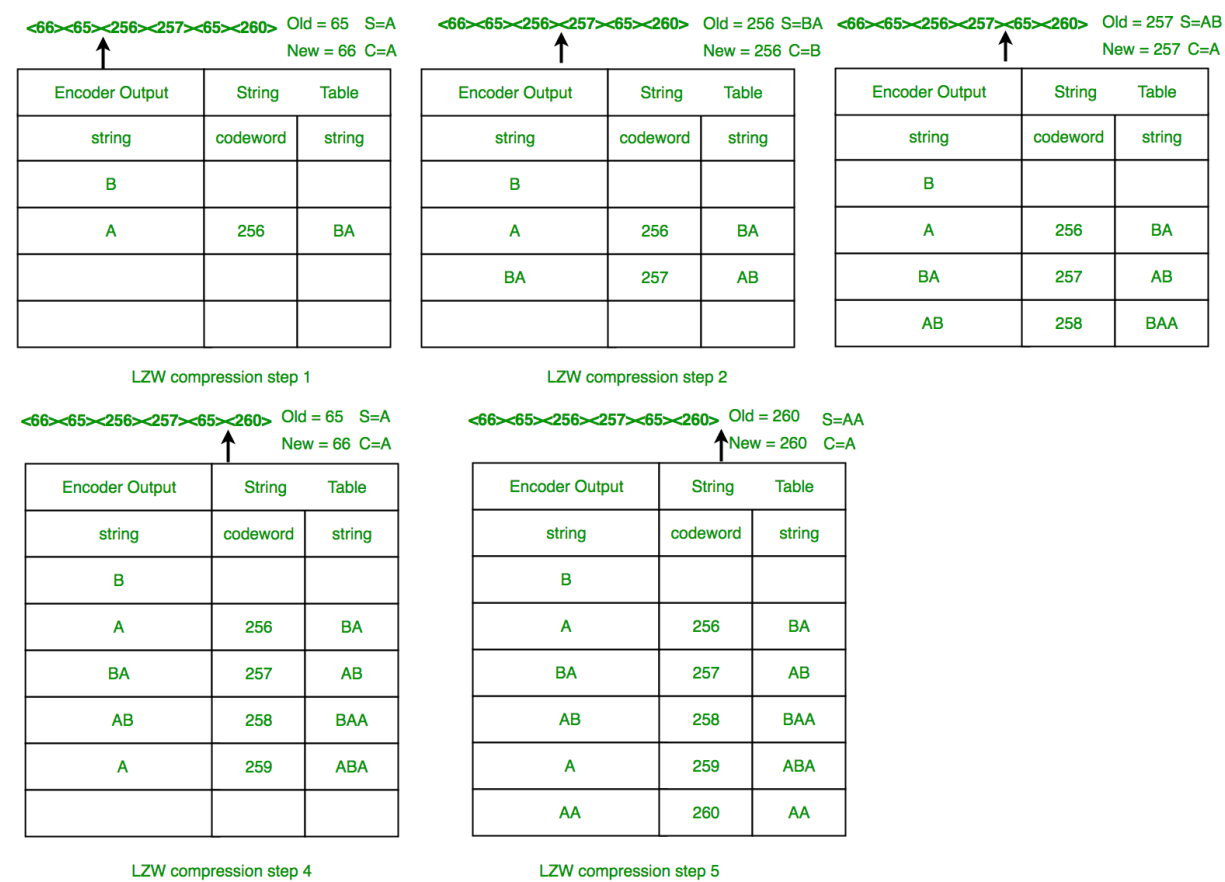 <66><65><256><257><65><260> Old = 65 S=A
New = 66 C=A
Encoder Output String Table
string codeword string
B
A 256 BA
LZW compression step 1
<66><65><256><257><65><260> Old = 256 S=BA
New = 256 C=B
Encoder Output String Table
string codeword string
B
A 256 BA
BA 257 AB
LZW compression step 2
<66><65><256><257><65><260> Old = 257 S=AB
New = 257 C=A
Encoder Output String Table
string codeword string
B
A 256 BA
BA 257 AB
AB 258 BAA
<66><65><256><257><65><260> Old = 65 S=A
New = 66 C=A
Encoder Output String Table
string codeword string
B
A 256 BA
BA 257 AB
AB 258 BAA
A 259 ABA
LZW compression step 4
<66><65><256><257><65><260> Old = 260 S=AA
New = 260 C=A
Encoder Output String Table
string codeword string
B
A 256 BA
BA 257 AB
AB 258 BAA
A 259 ABA
AA 260 AA
LZW compression step 5